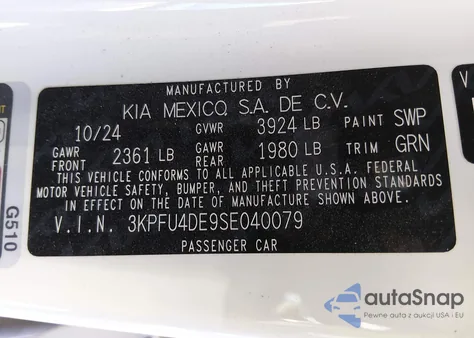 MANUFACTURED BY
KIA MEXICO, S.A. DE C.V.
10/24 GVWR 3924 LB PAINT SWP
GAWR FRONT 2361 LB GAWR REAR 1980 LB TRIM GRN
THIS VEHICLE CONFORMS TO ALL APPLICABLE U.S.A. FEDERAL
MOTOR VEHICLE SAFETY, BUMPER, AND THEFT PREVENTION STANDARDS
IN EFFECT ON THE DATE OF MANUFACTURE SHOWN ABOVE.
V.I.N. 3KPFU4DE9SE040079
PASSENGER CAR
G510
autoSnap
Pewne auta z aukcji USA i EU